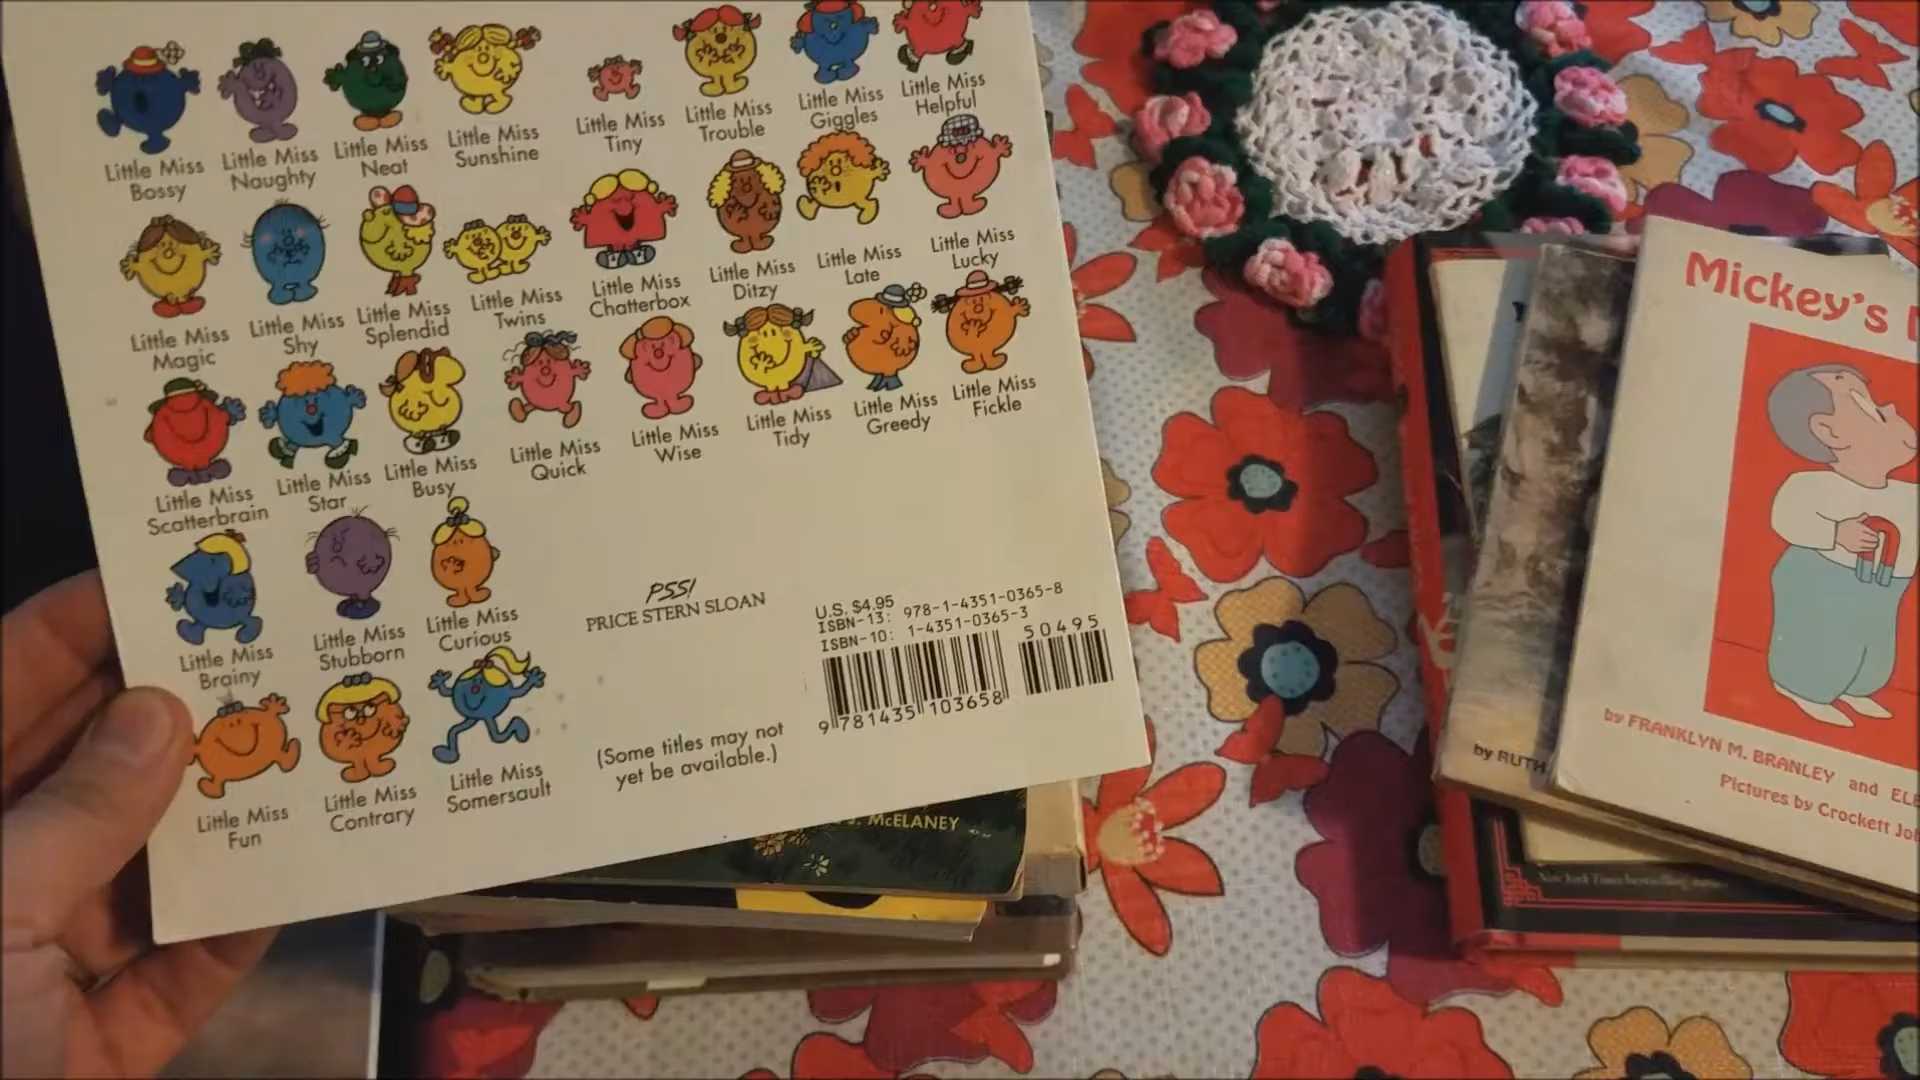 Little Miss
Bossy
Little Miss
Naughty
Little Miss
Neat
Little Miss
Sunshine
Little Miss
Tiny
Little Miss
Trouble
Little Miss
Giggles
Little Miss
Helpful
Little Miss
Magic
Little Miss
Shy
Little Miss
Splendid
Little Miss
Twins
Little Miss
Chatterbox
Little Miss
Ditzy
Little Miss
Late
Little Miss
Lucky
Little Miss
Scatterbrain
Little Miss
Star
Little Miss
Busy
Little Miss
Quick
Little Miss
Wise
Little Miss
Tidy
Little Miss
Greedy
Little Miss
Fickle
Little Miss
Brainy
Little Miss
Stubborn
Little Miss
Curious
Little Miss
Fun
Little Miss
Contrary
Little Miss
Somersault
PSS!
PRICE STERN SLOAN
(Some titles may not
yet be available.)
U.S. $4.95
ISBN-13: 978-1-4351-0365-8
ISBN-10: 1-4351-0365-3
50495
9 781435 103658
McELANEY
Mickey's
by FRANKLYN M. BRANLEY and
Pictures by Crockett
by RUTH
New York Times bestselling